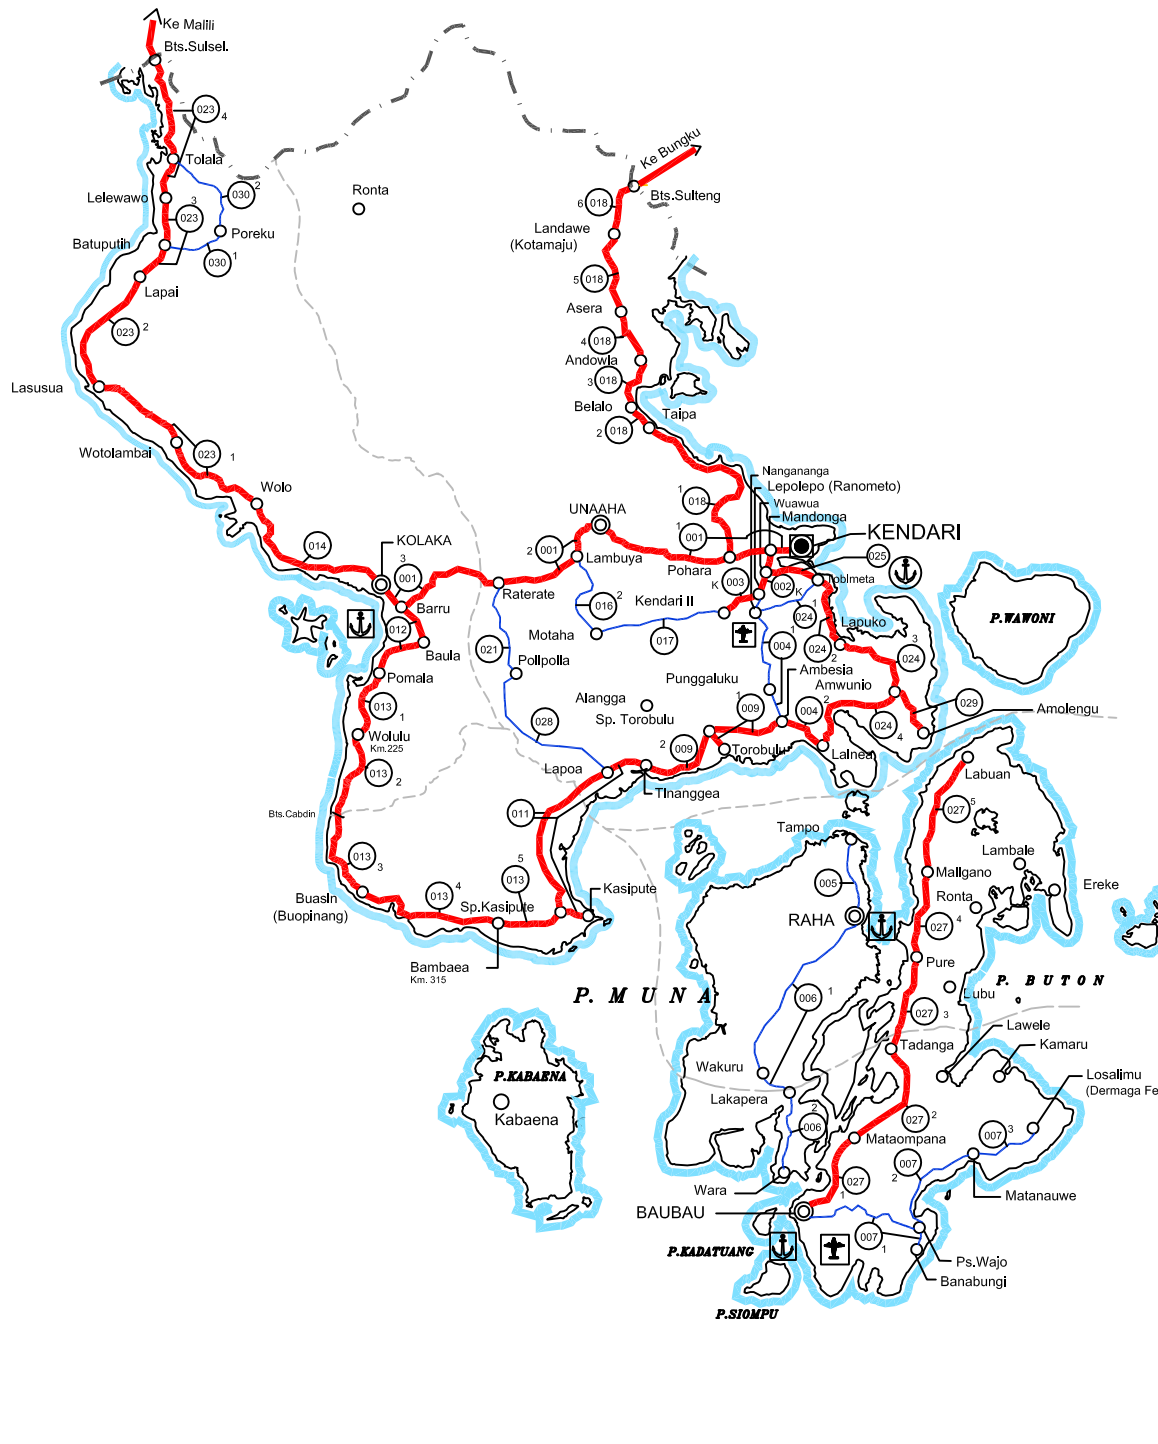 Ke Malili
Bts.Sulsel.
023
4
Tolala
030
2
Lelewawo
3
023
Batuputih
Poreku
030
1
Lapai
023
2
Lasusua
Wotolambai
023
1
Wolo
Ronta
Ke Bungku
Bts.Sulteng
6
018
Landawe
(Kotamaju)
5
018
Asera
4
018
Andowia
3
018
Belalo
Taipa
2
018
Nangananga
Lepolepo (Ranometo)
Wuawua
Mandonga
1
018
UNAAHA
KENDARI
1
001
025
2
001
Lambuya
Pohara
014
KOLAKA
3
001
Barru
Raterate
K
003
002
K
TobImeta
Kendari II
016
2
1
024
Lapuko
Motaha
017
012
Baula
021
PolIpolla
004
1
024
2
3
024
P.WAWONI
Pomala
Punggaluku
Ambesia
Amwunio
Alangga
Sp. Torobulu
1
009
004
2
024
4
029
Amolengu
013
1
Wolulu
Km.225
028
Lapoa
2
009
Torobulu
LaInea
013
2
TInanggea
Labuan
Bts.Cabdin
011
027
5
Tampo
Lambale
013
3
005
MaIIgano
Ereke
BuasIn
(Buopinang)
013
4
5
013
Sp.Kasipute
Kasipute
RAHA
Ronta
027
4
Bambaea
Km. 315
Pure
P. MUNA
006
1
Lubu
P. BUTON
027
3
Lawele
Tadanga
Kamaru
P.KABAENA
Wakuru
Losalimu
(Dermaga Fe
Kabaena
Lakapera
2
006
027
2
Mataompana
007
3
007
2
Wara
027
1
Matanauwe
BAUBAU
007
1
P.KADATUANG
Ps.Wajo
Banabungi
P.SIOMPU